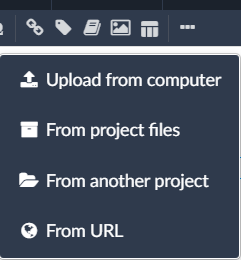 Upload from computer
From project files
From another project
From URL